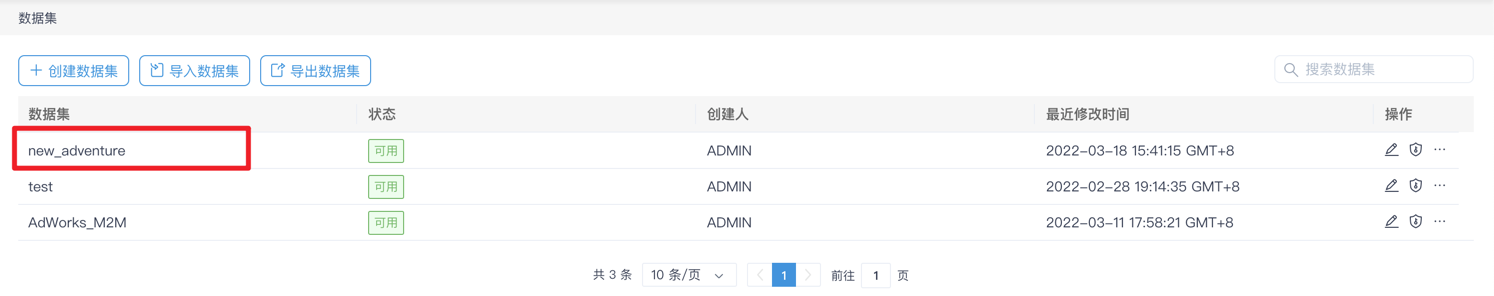 数据集
创建数据集 导入数据集 导出数据集 搜索数据集
数据集 状态 创建人 最近修改时间 操作
new_adventure 可用 ADMIN 2022-03-18 15:41:15 GMT+8
test 可用 ADMIN 2022-02-28 19:14:35 GMT+8
AdWorks_M2M 可用 ADMIN 2022-03-11 17:58:21 GMT+8
共 3 条 10 条/页 1 前往 1 页